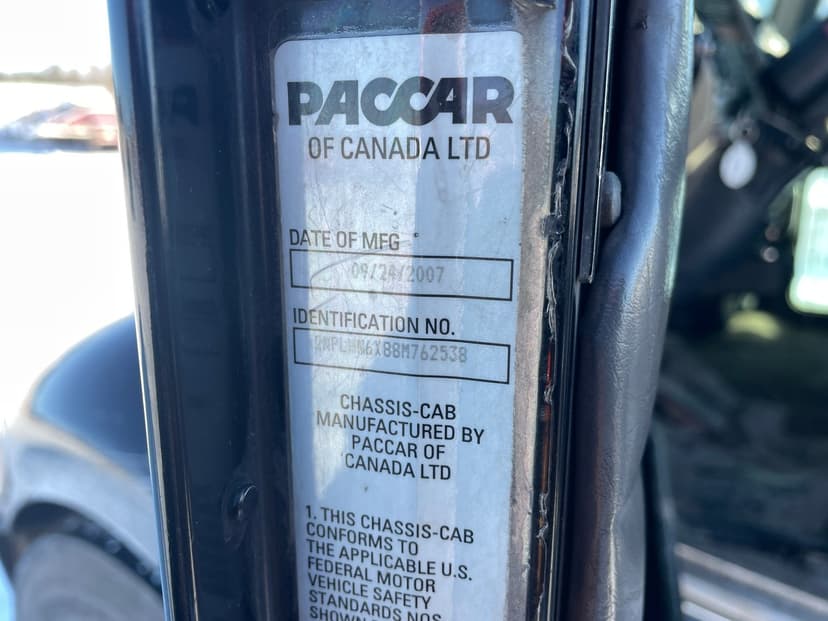 PACCAR
OF CANADA LTD
DATE OF MFG
09/24/2007
IDENTIFICATION NO.
CHASSIS-CAB
MANUFACTURED BY
PACCAR OF
CANADA LTD
1. THIS CHASSIS-CAB
CONFORMS TO
THE APPLICABLE U.S.
FEDERAL MOTOR
VEHICLE SAFETY
STANDARDS NOS
SHOWN